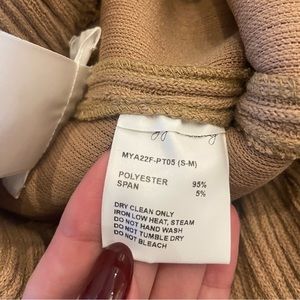 MYA22F-PT05 (S-M)
POLYESTER 95%
SPAN 5%
DRY CLEAN ONLY
IRON LOW HEAT, STEAM
DO NOT HAND WASH
DO NOT TUMBLE DRY
DO NOT BLEACH